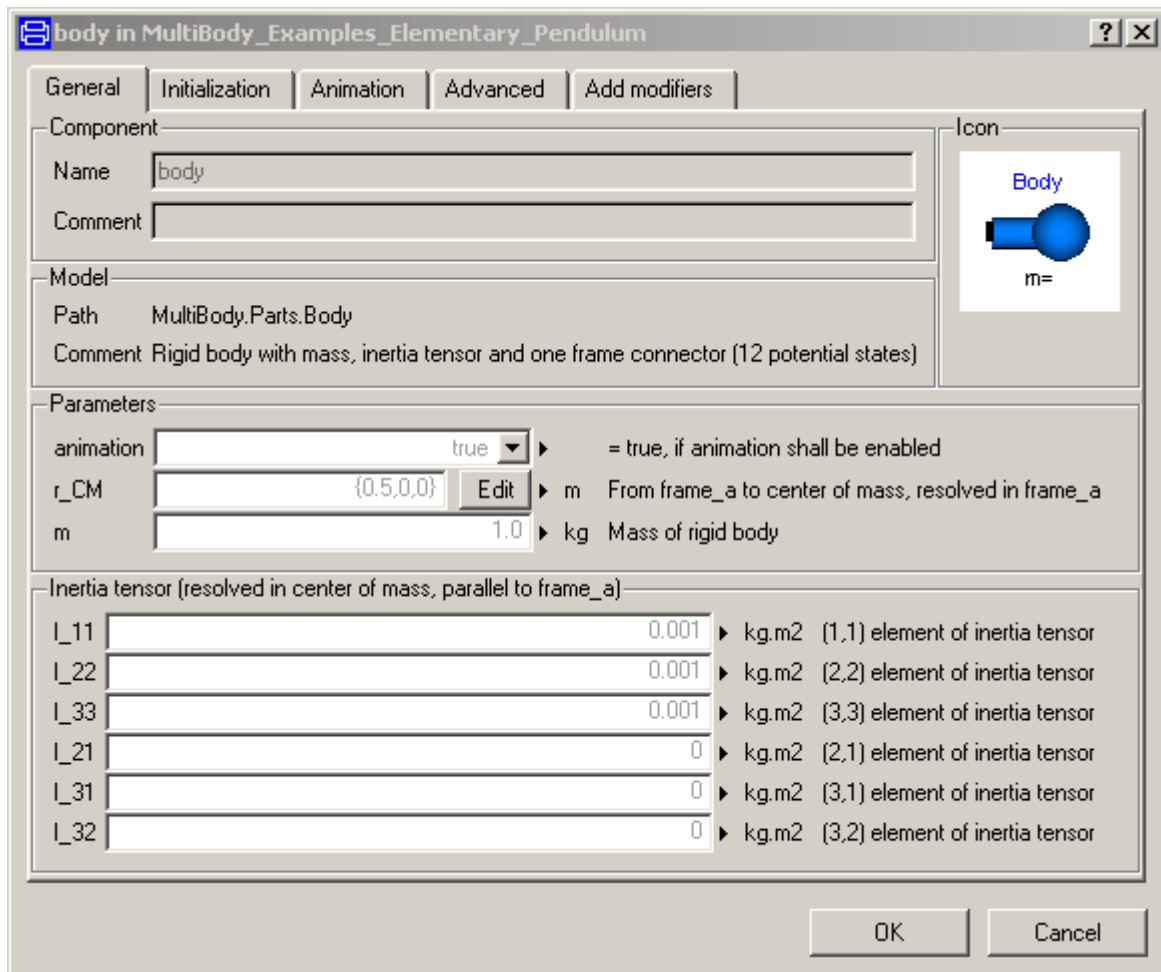 body in MultiBody_Examples_Elementary_Pendulum
General Initialization Animation Advanced Add modifiers
Component
Name body
Comment
Icon
Body
m=
Model
Path MultiBody.Parts.Body
Comment Rigid body with mass, inertia tensor and one frame connector (12 potential states)
Parameters
animation true = true, if animation shall be enabled
r_CM {0.5,0,0} Edit m From frame_a to center of mass, resolved in frame_a
m 1.0 kg Mass of rigid body
Inertia tensor (resolved in center of mass, parallel to frame_a)
I_11 0.001 kg.m2 (1,1) element of inertia tensor
I_22 0.001 kg.m2 (2,2) element of inertia tensor
I_33 0.001 kg.m2 (3,3) element of inertia tensor
I_21 0 kg.m2 (2,1) element of inertia tensor
I_31 0 kg.m2 (3,1) element of inertia tensor
I_32 0 kg.m2 (3,2) element of inertia tensor
OK Cancel